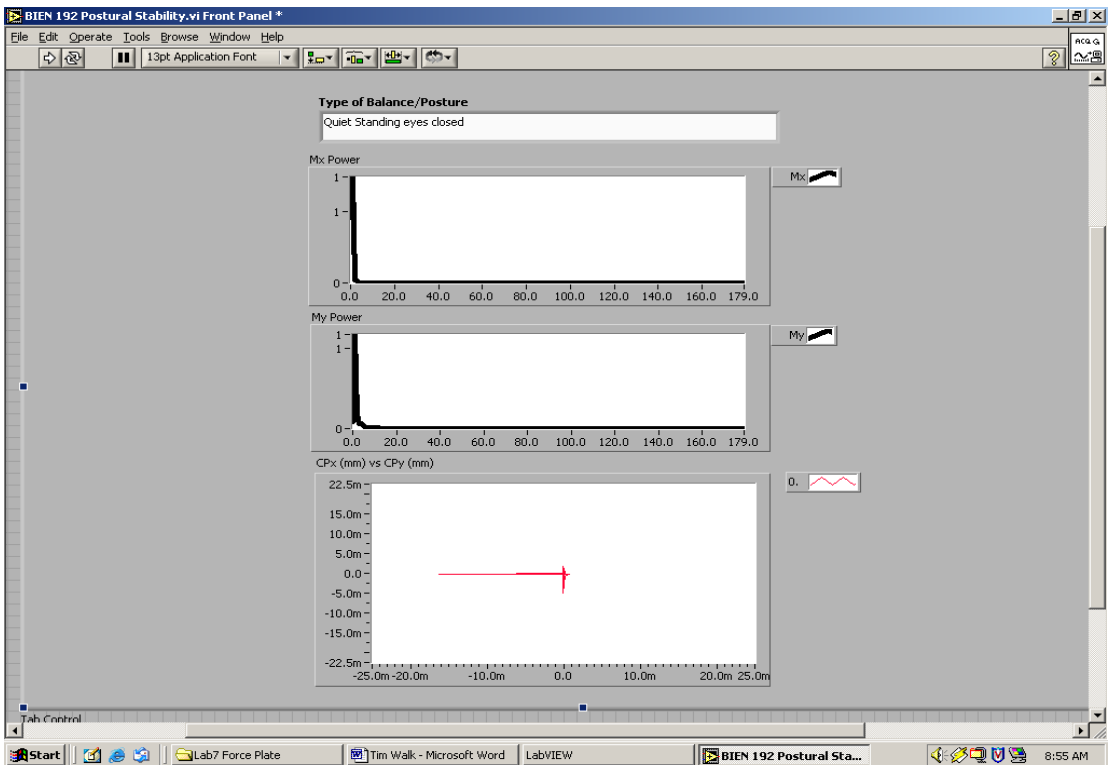 BIEN 192 Postural Stability.vi Front Panel *
File Edit Operate Tools Browse Window Help
13pt Application Font
ACQ G
Type of Balance/Posture
Quiet Standing eyes closed
Mx Power
Mx
1
1
0
0.0 20.0 40.0 60.0 80.0 100.0 120.0 140.0 160.0 179.0
My Power
My
1
1
0
0.0 20.0 40.0 60.0 80.0 100.0 120.0 140.0 160.0 179.0
CPx (mm) vs CPy (mm)
0.
22.5m
15.0m
10.0m
5.0m
0.0
-5.0m
-10.0m
-15.0m
-22.5m
-25.0m -20.0m -10.0m 0.0 10.0m 20.0m 25.0m
Tab Control
Start Lab7 Force Plate Tim Walk - Microsoft Word LabVIEW BIEN 192 Postural Sta... 8:55 AM